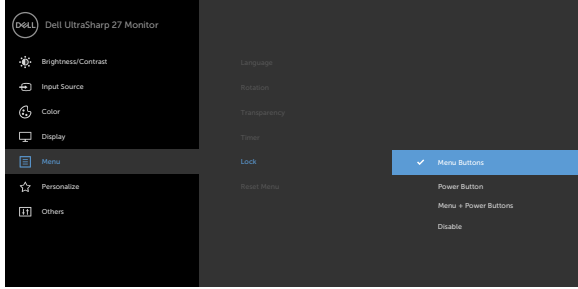 DELL Dell UltraSharp 27 Monitor
Brightness/Contrast
Language
Input Source
Rotation
Color
Transparency
Display
Timer
Menu
Lock
Menu Buttons
Personalize
Reset Menu
Power Button
Menu + Power Buttons
Others
Disable